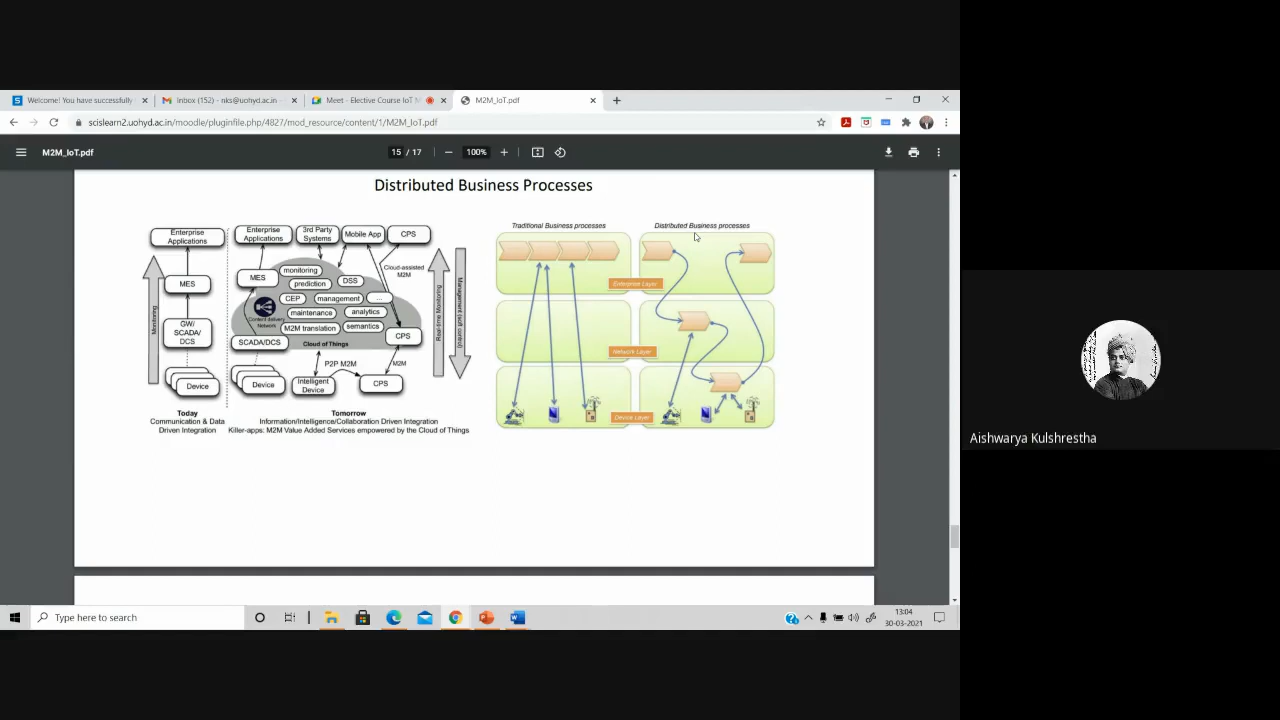 Welcome! You have successfully
Inbox (152) - nks@uohyd.ac.in -
Meet - Elective Course IoT M
M2M_IoT.pdf
scislearn2.uohyd.ac.in/moodle/pluginfile.php/4827/mod_resource/content/1/M2M_IoT.pdf
M2M_IoT.pdf
15 / 17
100%
Distributed Business Processes
Enterprise
Applications
MES
GW/
SCADA/
DCS
Device
Monitoring
Today
Communication & Data
Driven Integration
Enterprise
Applications
3rd Party
Systems
Mobile App
CPS
MES
monitoring
prediction
DSS
Cloud-assisted
M2M
CEP
management
...
Content delivery
Network
maintenance
analytics
M2M translation
semantics
CPS
SCADA/DCS
Cloud of Things
P2P M2M
M2M
Device
Intelligent
Device
CPS
Real-time Monitoring
Management (soft control)
Tomorrow
Information/Intelligence/Collaboration Driven Integration
Killer-apps: M2M Value Added Services empowered by the Cloud of Things
Traditional Business processes
Distributed Business processes
Enterprise Layer
Network Layer
Device Layer
Type here to search
13:04
30-03-2021
Aishwarya Kulshrestha